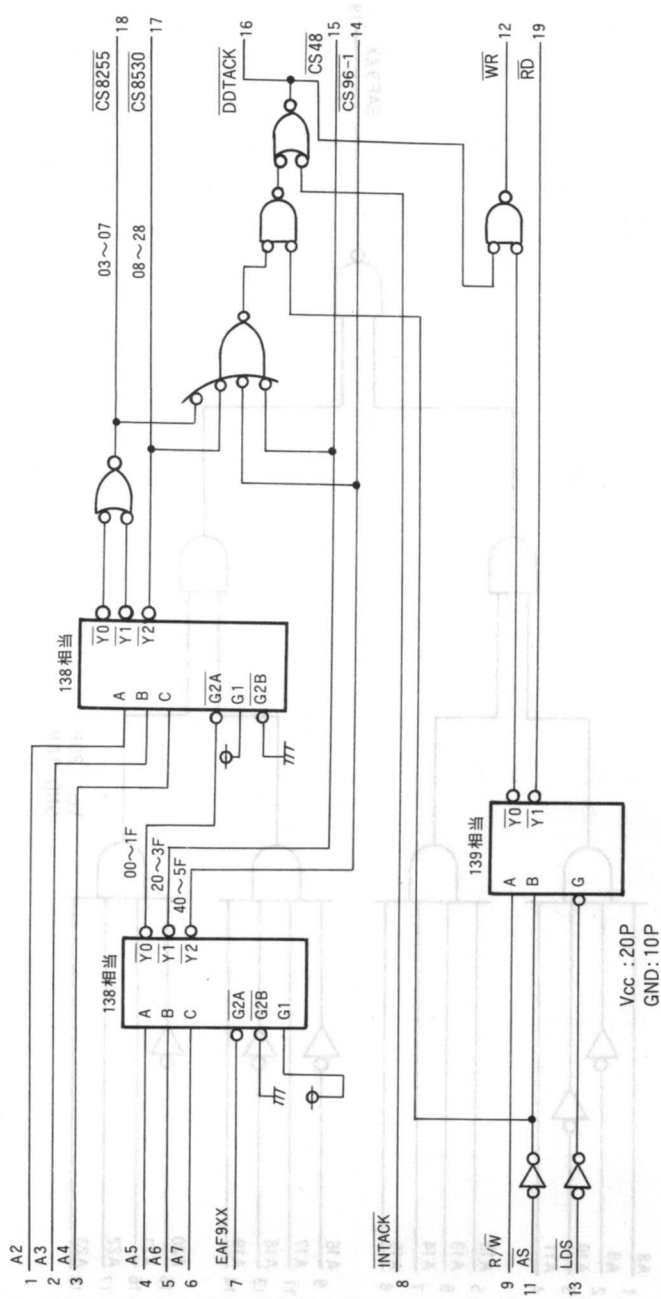 A2
1
A3
2
A4
3
A5
4
A6
5
A7
6
EAF9XX
7
INTACK
8
R/W
9
AS
11
LDS
13
138相当
A
B
C
G2A
G2B
G1
Y0
Y1
Y2
00～1F
20～3F
40～5F
138相当
A
B
C
G2A
G1
G2B
Y0
Y1
Y2
139相当
A
B
G
Y0
Y1
03～07
08～28
CS8255
18
CS8530
17
DDTACK
16
CS48
15
CS96-1
14
WR
12
RD
19
Vcc : 20P
GND: 10P